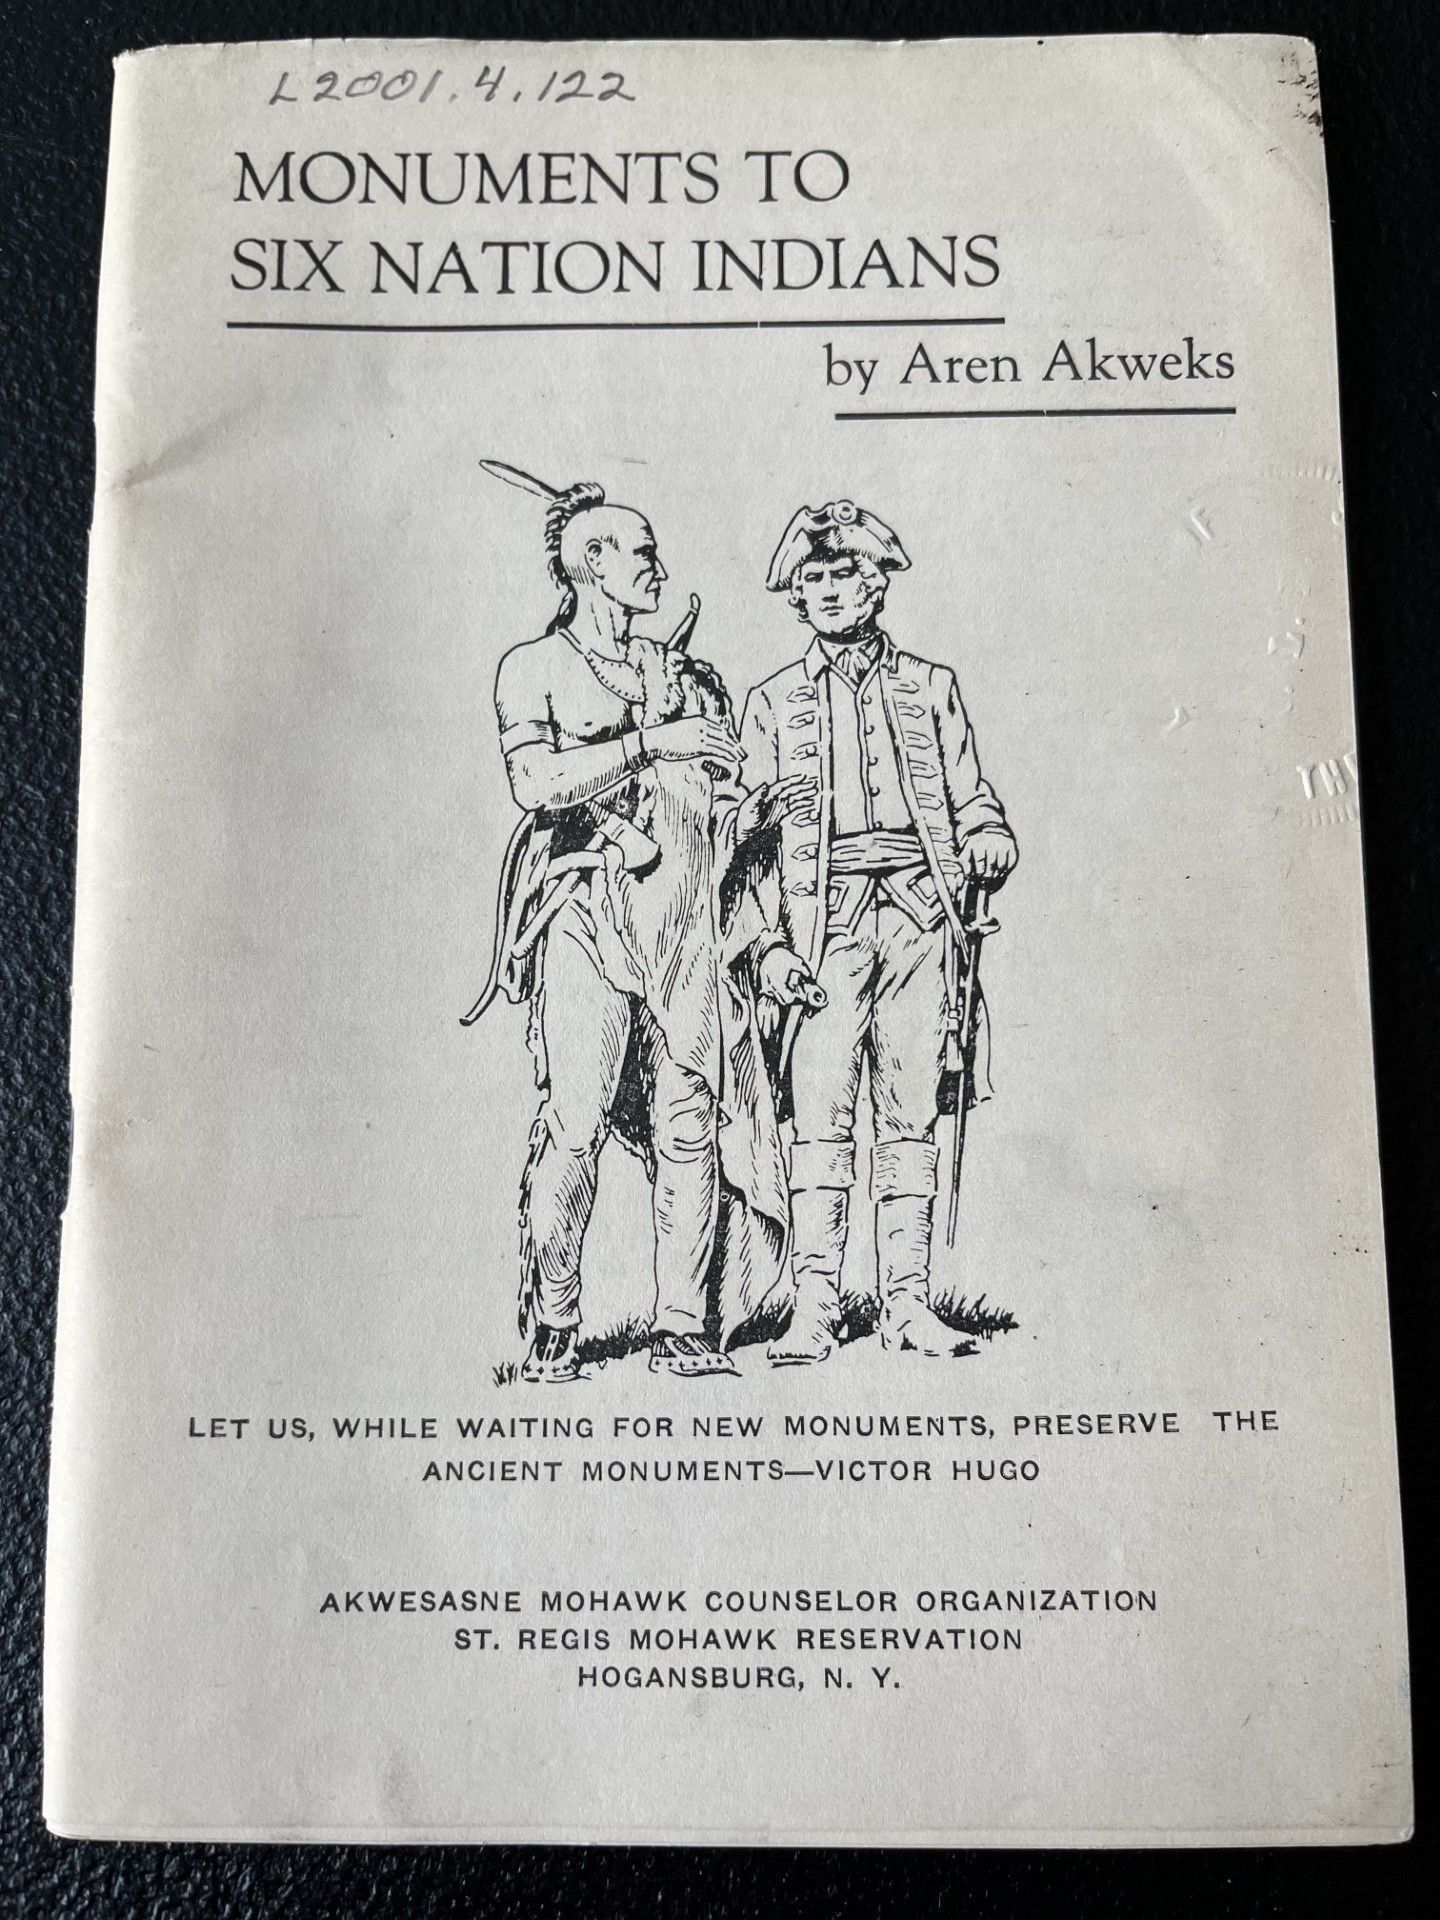 L2001.4.122
MONUMENTS TO
SIX NATION INDIANS
by Aren Akweks
LET US, WHILE WAITING FOR NEW MONUMENTS, PRESERVE THE
ANCIENT MONUMENTS—VICTOR HUGO
AKWESASNE MOHAWK COUNSELOR ORGANIZATION
ST. REGIS MOHAWK RESERVATION
HOGANSBURG, N. Y.